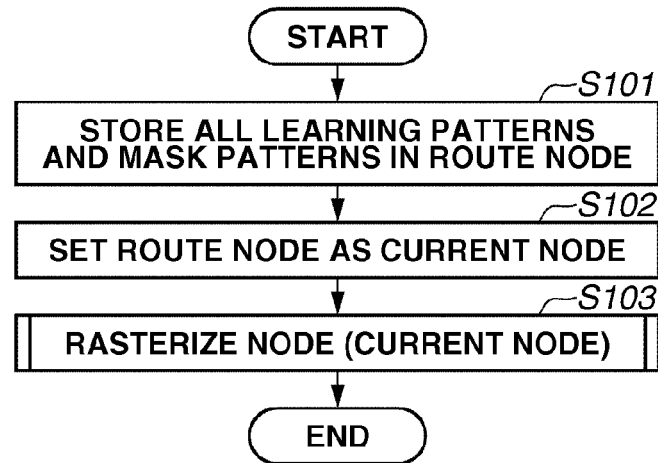 START
S101
STORE ALL LEARNING PATTERNS
AND MASK PATTERNS IN ROUTE NODE
S102
SET ROUTE NODE AS CURRENT NODE
S103
RASTERIZE NODE (CURRENT NODE)
END